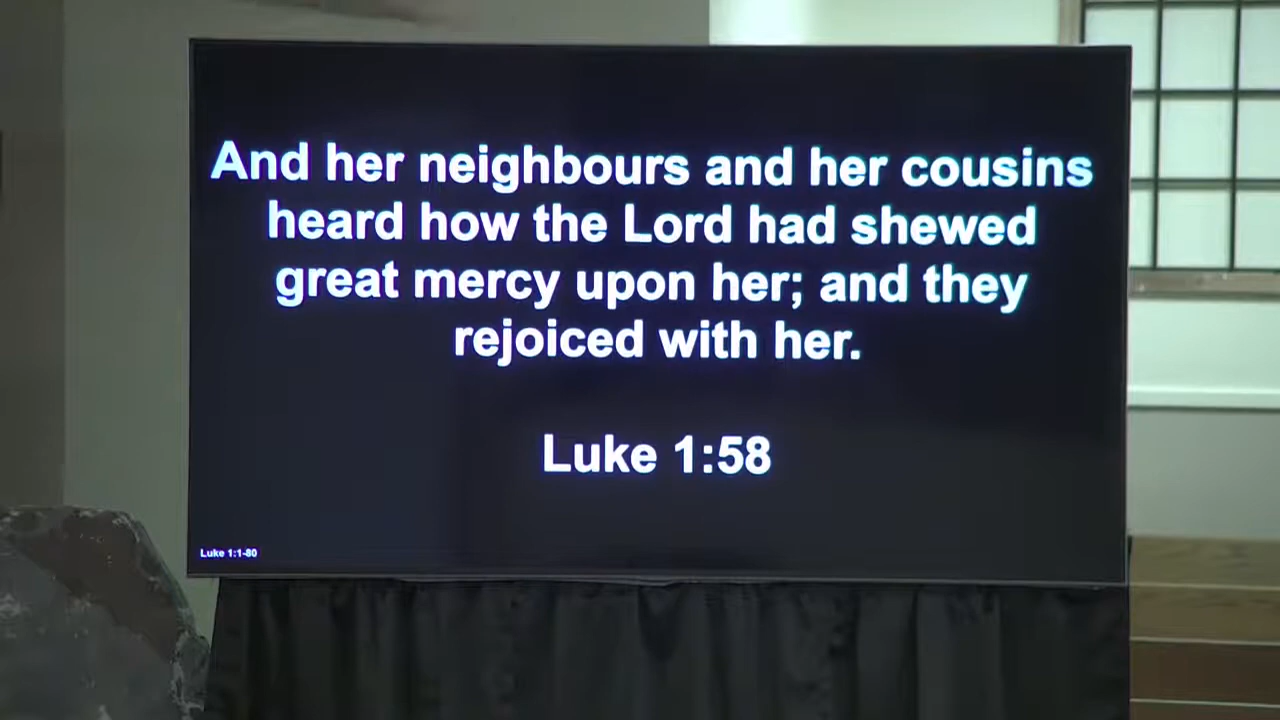 And her neighbours and her cousins
heard how the Lord had shewed
great mercy upon her; and they
rejoiced with her.
Luke 1:58
Luke 1:1-80